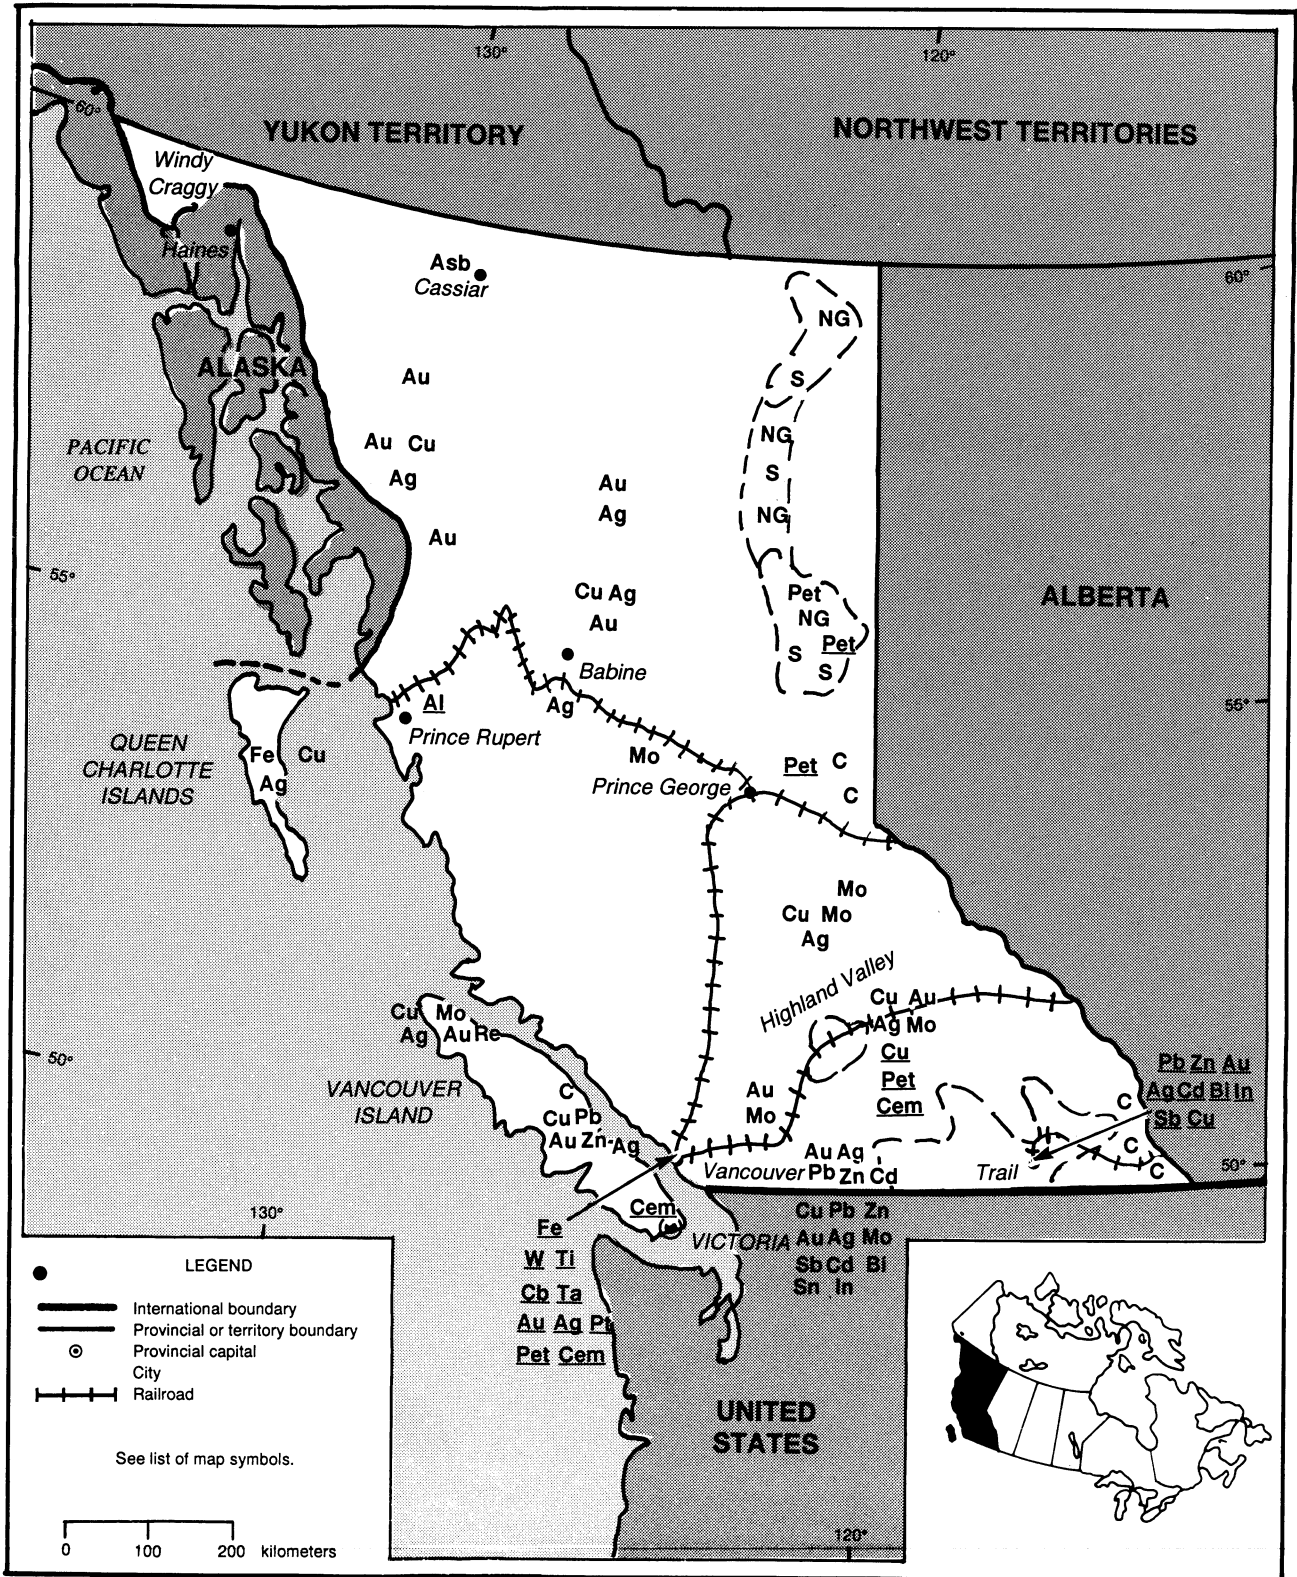 130°
120°
60°
YUKON TERRITORY
NORTHWEST TERRITORIES
Windy
Craggy
Haines
Asb
Cassiar
60°
NG
ALASKA
Au
S
PACIFIC
OCEAN
Au Cu
Ag
NG
S
Au
Ag
NG
Au
55°
Cu Ag
Au
Pet
NG
S Pet
S
ALBERTA
Babine
Al
Ag
55°
Prince Rupert
QUEEN
CHARLOTTE
ISLANDS
Fe Cu
Ag
Mo
Prince George
Pet C
C
Mo
Cu Mo
Ag
Highland Valley
Cu Au
Ag Mo
Cu
Pet
Cem
Cu Mo
Ag Au Re
50°
VANCOUVER
ISLAND
C
Cu Pb
Au Zn Ag
Au
Mo
Pb Zn Au
Ag Cd Bi In
Sb Cu
C
C
C
50°
Au Ag
Vancouver Pb Zn Cd
Trail
Cem
VICTORIA
Cu Pb Zn
Au Ag Mo
Sb Cd Bi
Sn In
130°
Fe
W Ti
Cb Ta
Au Ag Pt
Pet Cem
LEGEND
International boundary
Provincial or territory boundary
Provincial capital
City
Railroad
See list of map symbols.
0 100 200 kilometers
UNITED
STATES
120°